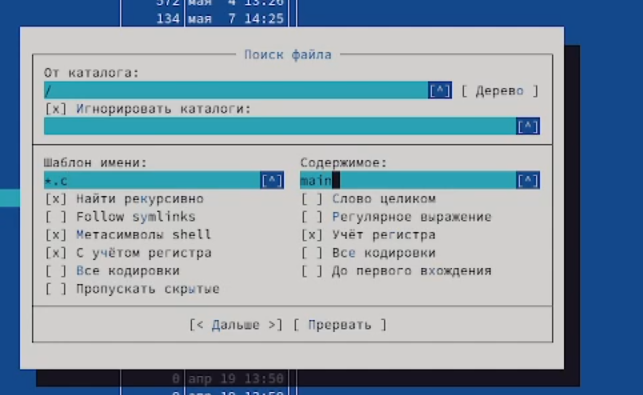 572 мая 4 13:26
134 мая 7 14:25
Поиск файла
От каталога:
/ [^] [ Дерево ]
[x] Игнорировать каталоги:
[^]
Шаблон имени: Содержимое:
*.c [^] main [^]
[x] Найти рекурсивно [ ] Слово целиком
[ ] Follow symlinks [ ] Регулярное выражение
[x] Метасимволы shell [x] Учёт регистра
[x] С учётом регистра [ ] Все кодировки
[ ] Все кодировки [ ] До первого вхождения
[ ] Пропускать скрытые
[< Дальше >] [ Прервать ]
0 апр 19 13:50